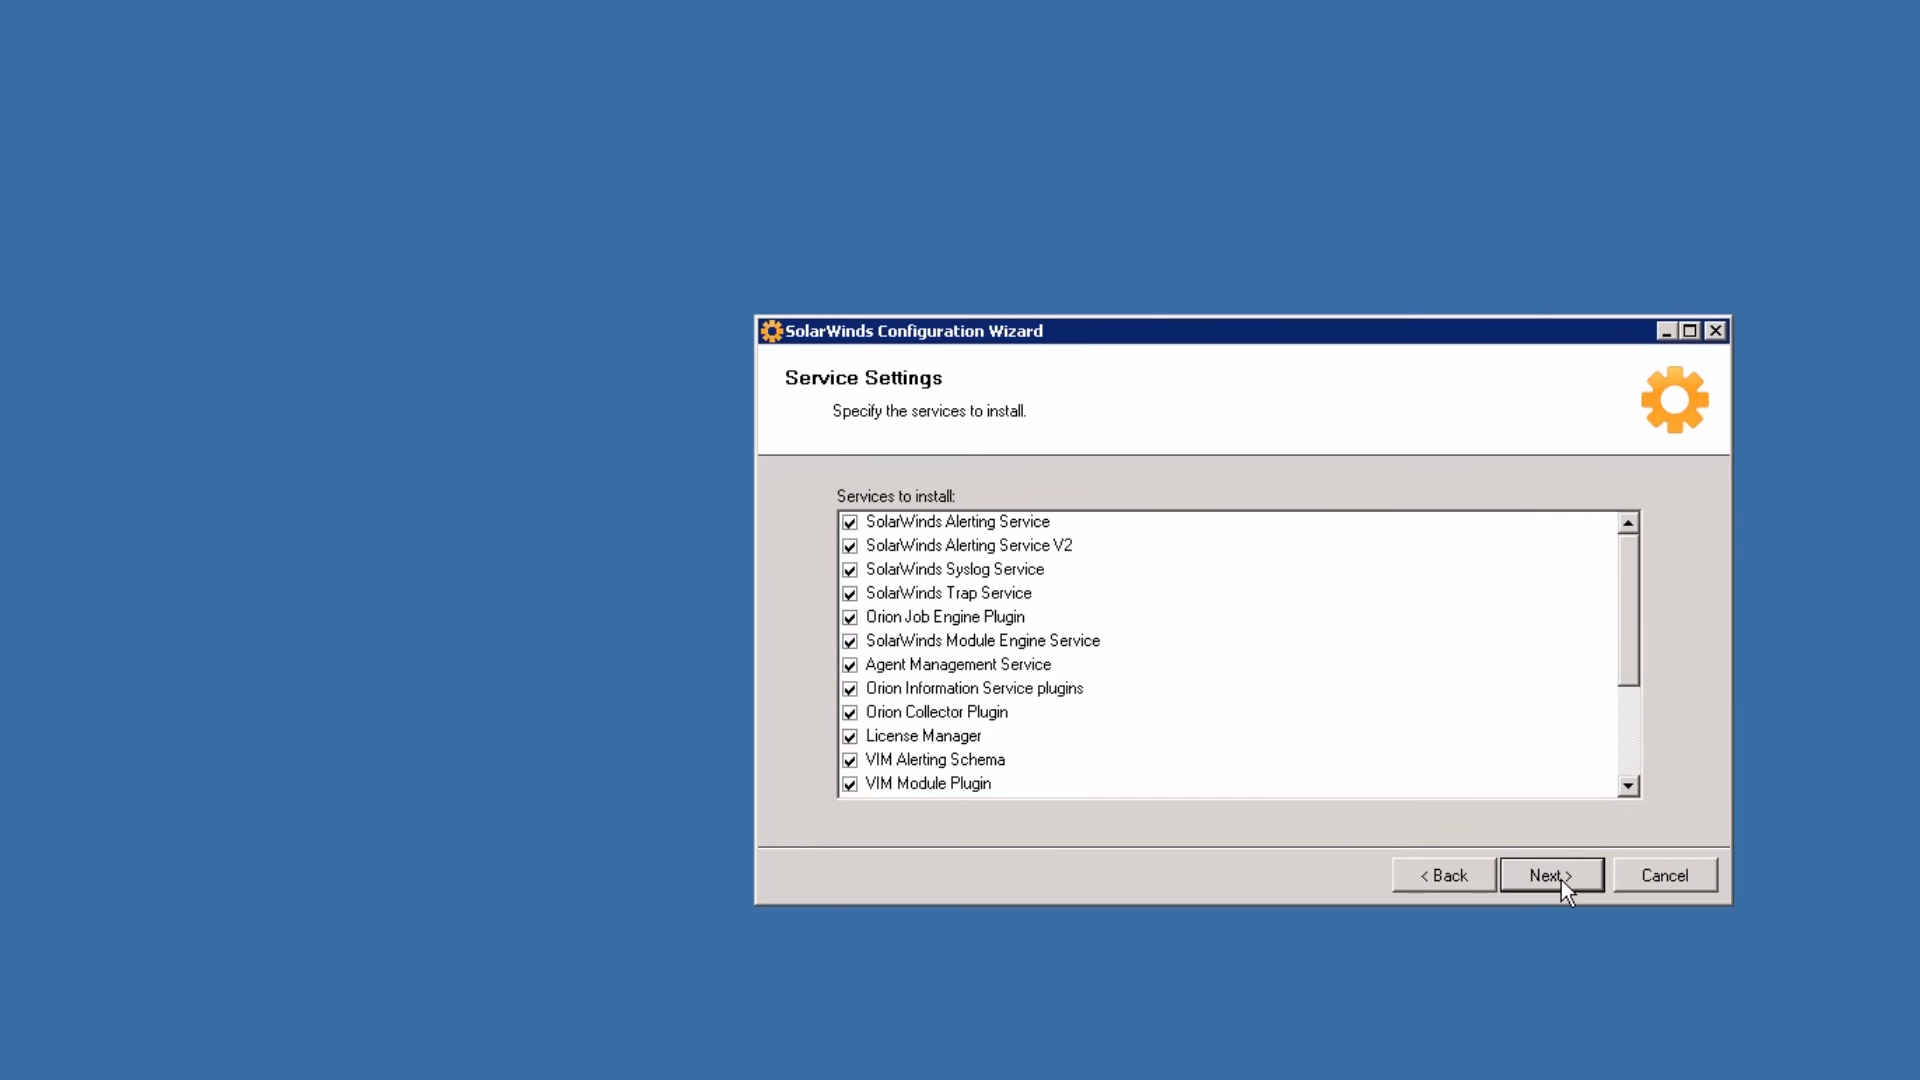 SolarWinds Configuration Wizard
Service Settings
Specify the services to install.
Services to install:
SolarWinds Alerting Service
SolarWinds Alerting Service V2
SolarWinds Syslog Service
SolarWinds Trap Service
Orion Job Engine Plugin
SolarWinds Module Engine Service
Agent Management Service
Orion Information Service plugins
Orion Collector Plugin
License Manager
VIM Alerting Schema
VIM Module Plugin
< Back Next > Cancel